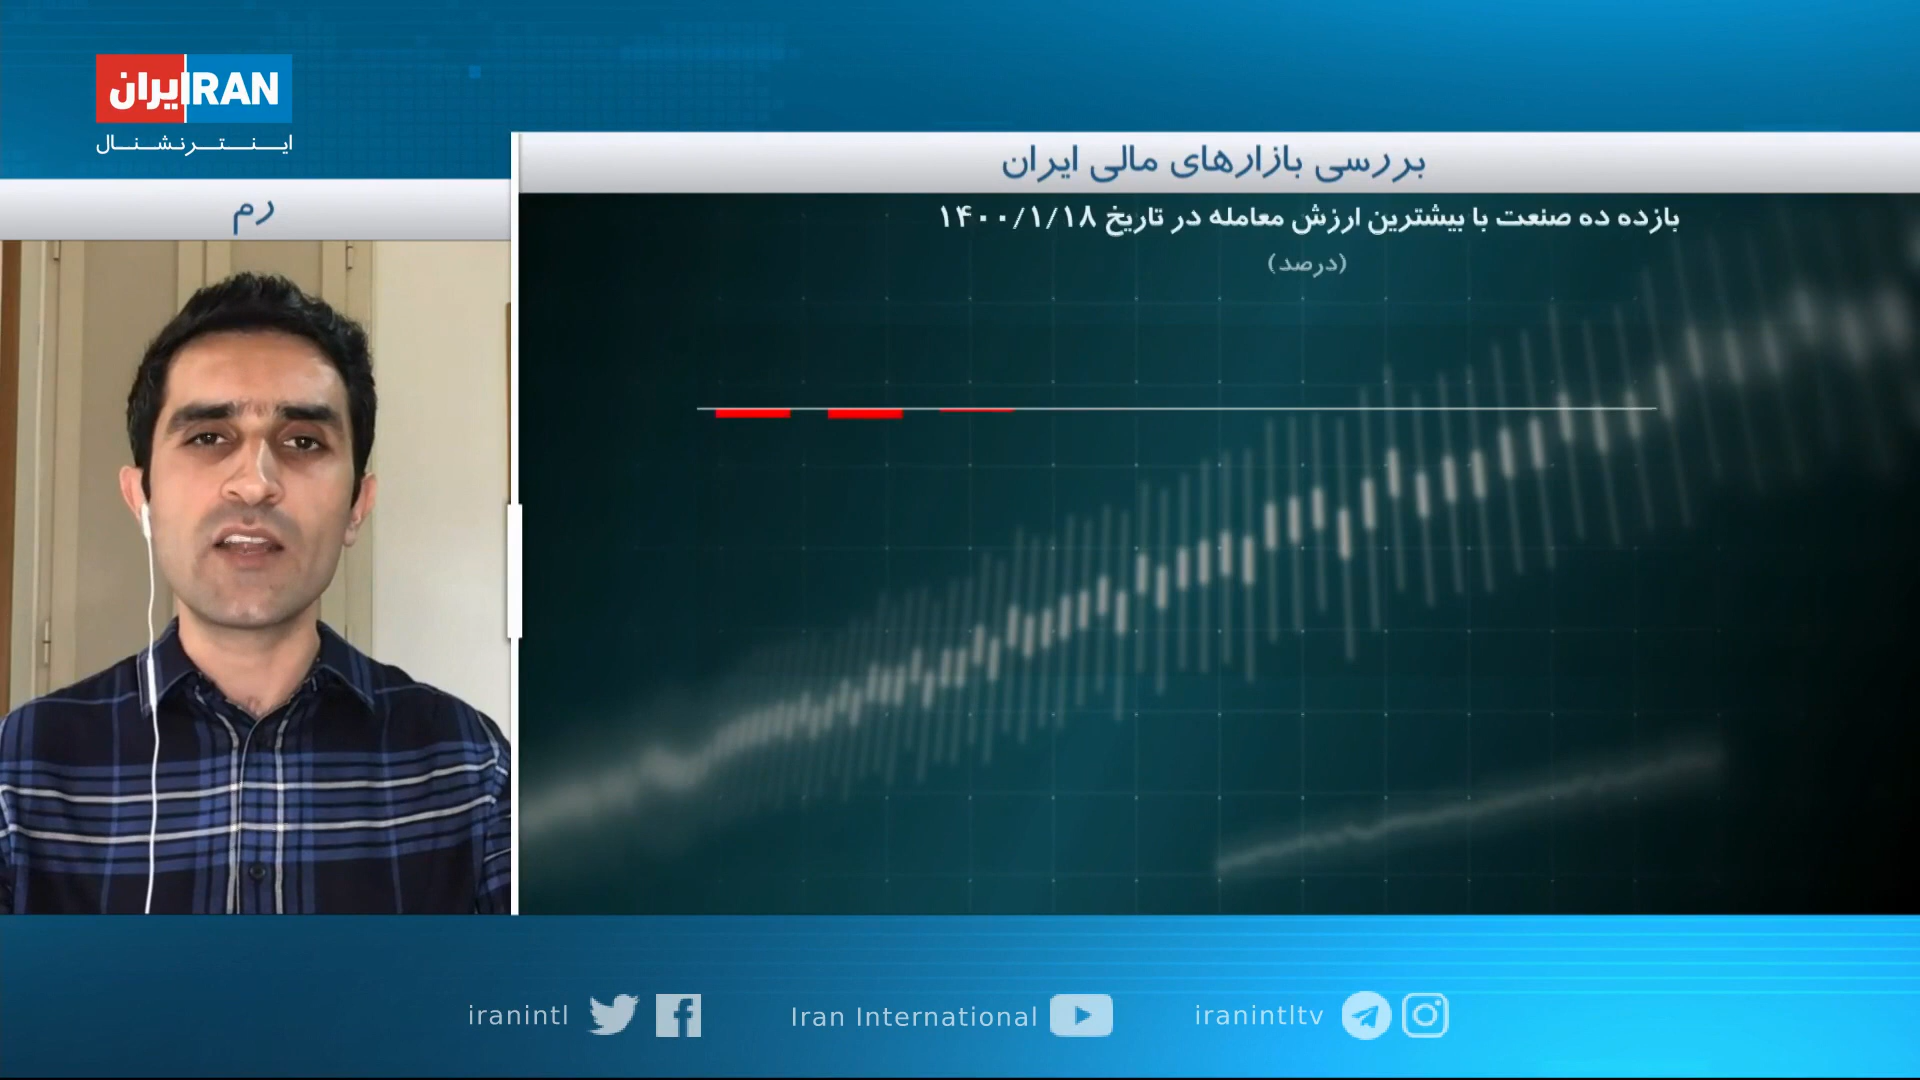 ایران IRAN
اینترنشنال
بررسی بازارهای مالی ایران
رم
بازده ده صنعت با بیشترین ارزش معامله در تاریخ ۱۴۰۰/۱/۱۸
(درصد)
iranintl
Iran International
iranintltv